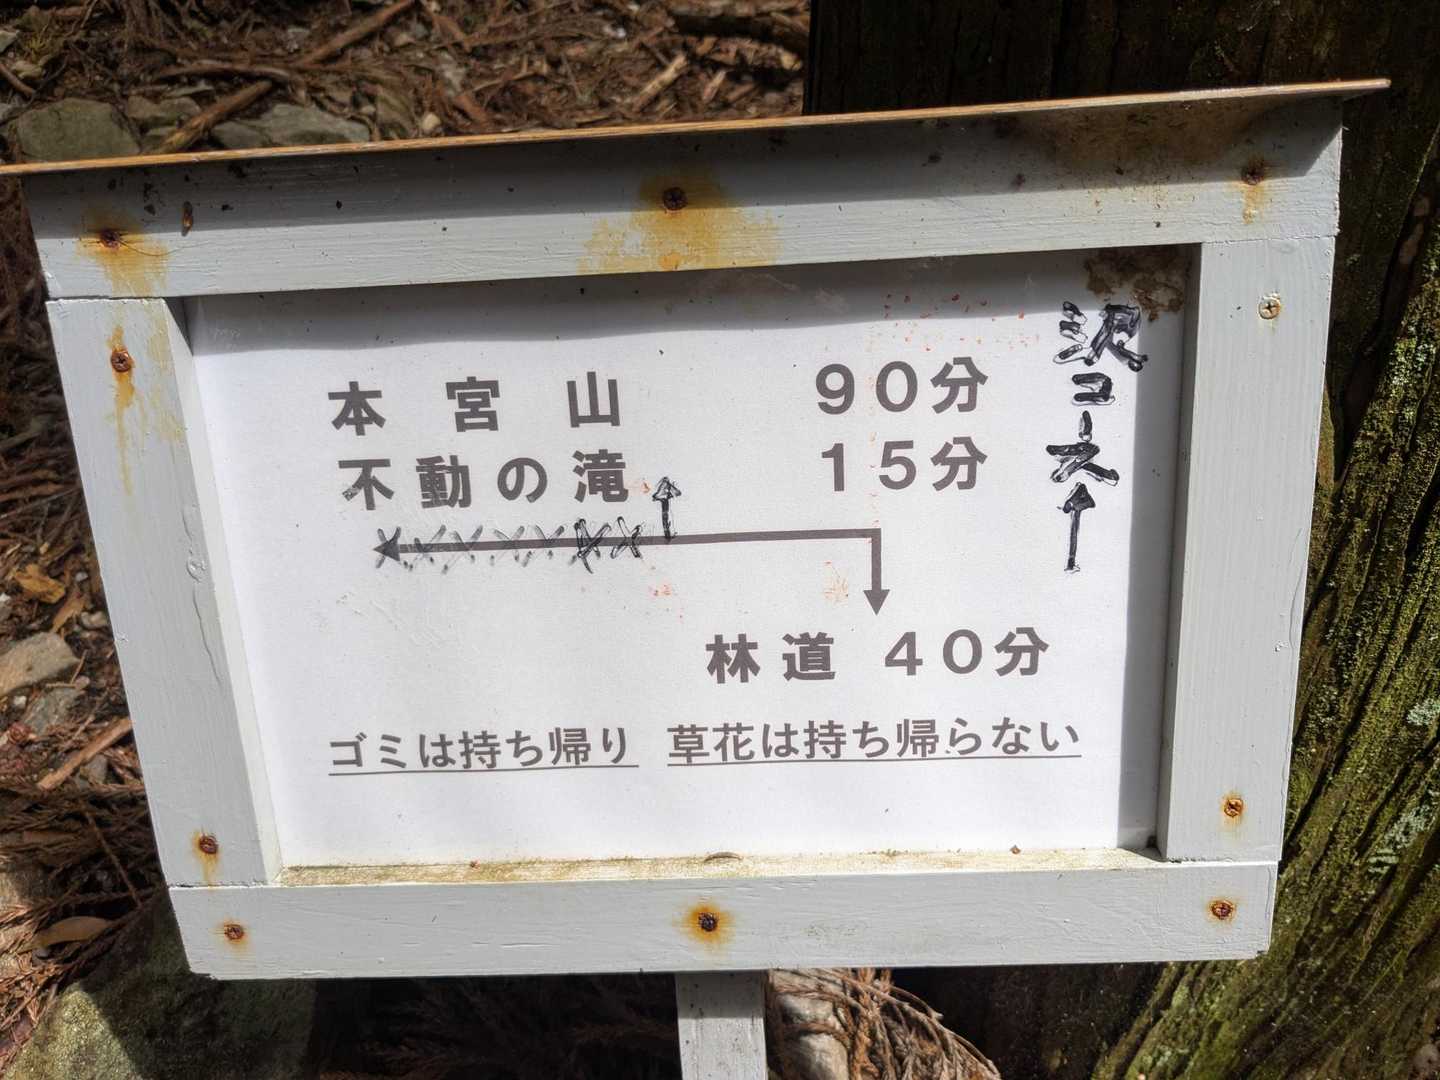 本宮山 90分
不動の滝 15分
林道 40分
ゴミは持ち帰り 草花は持ち帰らない
沢コース